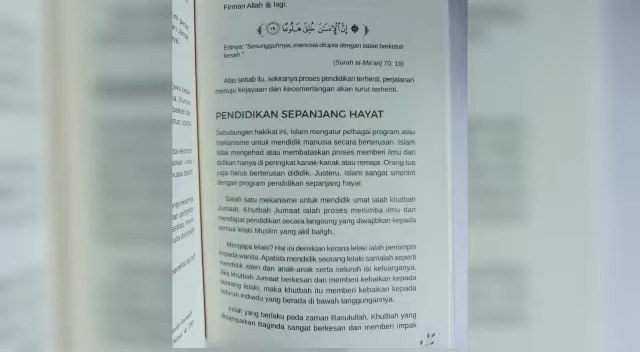 Firman Allah ﷻ lagi,
﴿ ۞ إِنَّ ٱلْإِنسَٰنَ خُلِقَ هَلُوعًا ١٩ ﴾
Ertinya: "Sesungguhnya, manusia dicipta dengan tabiat berkeluh
kesah."
(Surah al-Ma'arij 70: 19)
Atas sebab itu, sekiranya proses pendidikan terhenti, perjalanan
menuju kejayaan dan kecemerlangan akan turut terhenti.
PENDIDIKAN SEPANJANG HAYAT
Sehubungan hakikat ini, Islam mengatur pelbagai program atau
mekanisme untuk mendidik manusia secara berterusan. Islam
tidak mengehad atau membataskan proses memberi ilmu dan
didikan hanya di peringkat kanak-kanak atau remaja. Orang tua
juga harus berterusan dididik. Justeru, Islam sangat sinonim
dengan program pendidikan sepanjang hayat.
Salah satu mekanisme untuk mendidik umat ialah khutbah
Jumaat. Khutbah Jumaat ialah proses menimba ilmu dan
mendapat pendidikan secara langsung yang diwajibkan kepada
semua lelaki Muslim yang akil baligh.
Mengapa lelaki? Hal ini demikian kerana lelaki ialah pemimpin
kepada wanita. Apabila mendidik seorang lelaki samalah seperti
mendidik isteri dan anak-anak serta seluruh isi keluarganya.
Jika khutbah Jumaat berkesan dan memberi kebaikan kepada
seorang lelaki, maka khutbah itu memberi kebaikan kepada
seluruh individu yang berada di bawah tanggungannya.
Inilah yang berlaku pada zaman Rasulullah. Khutbah yang
disampaikan Baginda sangat berkesan dan memberi impak